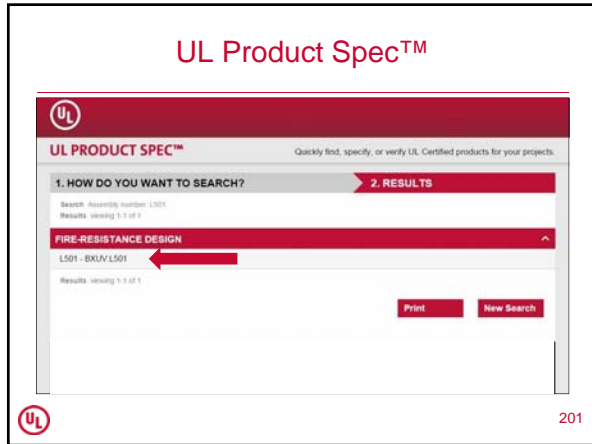 UL Product Spec™
UL
UL PRODUCT SPEC™ Quickly find, specify, or verify UL Certified products for your projects.
1. HOW DO YOU WANT TO SEARCH? 2. RESULTS
Search Assembly number: L501
Results viewing 1-1 of 1
FIRE-RESISTANCE DESIGN
L501 - BXUV.L501
Results viewing 1-1 of 1
Print New Search
UL 201